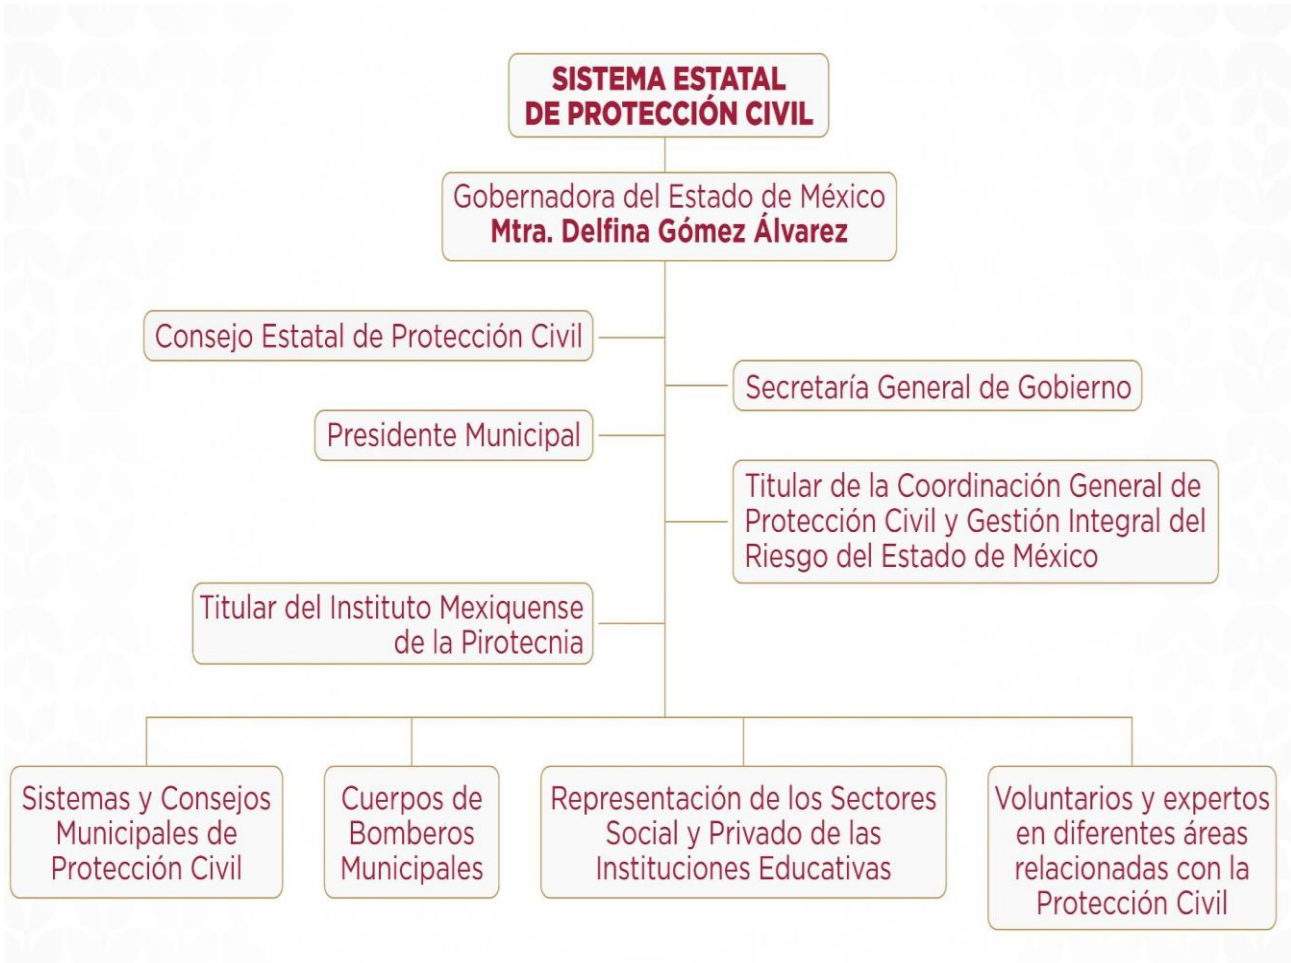 SISTEMA ESTATAL
DE PROTECCIÓN CIVIL
Gobernadora del Estado de México
Mtra. Delfina Gómez Álvarez
Consejo Estatal de Protección Civil
Secretaría General de Gobierno
Presidente Municipal
Titular de la Coordinación General de
Protección Civil y Gestión Integral del
Riesgo del Estado de México
Titular del Instituto Mexiquense
de la Pirotecnia
Sistemas y Consejos
Municipales de
Protección Civil
Cuerpos de
Bomberos
Municipales
Representación de los Sectores
Social y Privado de las
Instituciones Educativas
Voluntarios y expertos
en diferentes áreas
relacionadas con la
Protección Civil